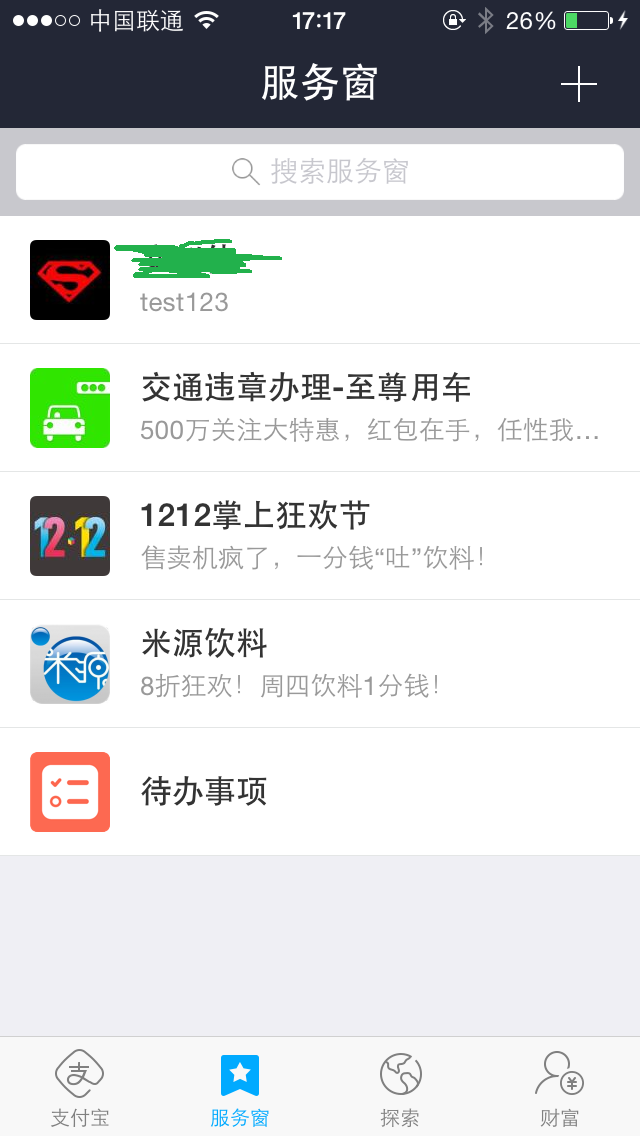 中国联通 17:17 26%
服务窗
搜索服务窗
test123
交通违章办理-至尊用车
500万关注大特惠，红包在手，任性我...
12·12
1212掌上狂欢节
售卖机疯了，一分钱“吐”饮料！
米源
米源饮料
8折狂欢！周四饮料1分钱！
待办事项
支付宝 服务窗 探索 财富